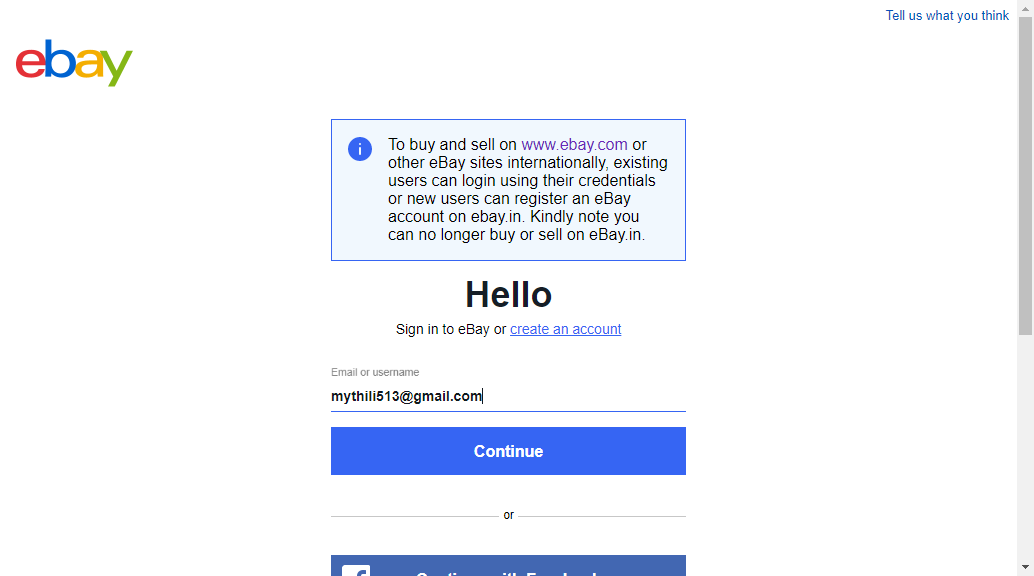 Tell us what you think
ebay
To buy and sell on www.ebay.com or
other eBay sites internationally, existing
users can login using their credentials
or new users can register an eBay
account on ebay.in. Kindly note you
can no longer buy or sell on eBay.in.
Hello
Sign in to eBay or create an account
Email or username
mythili513@gmail.com
Continue
or
Continue with Facebook